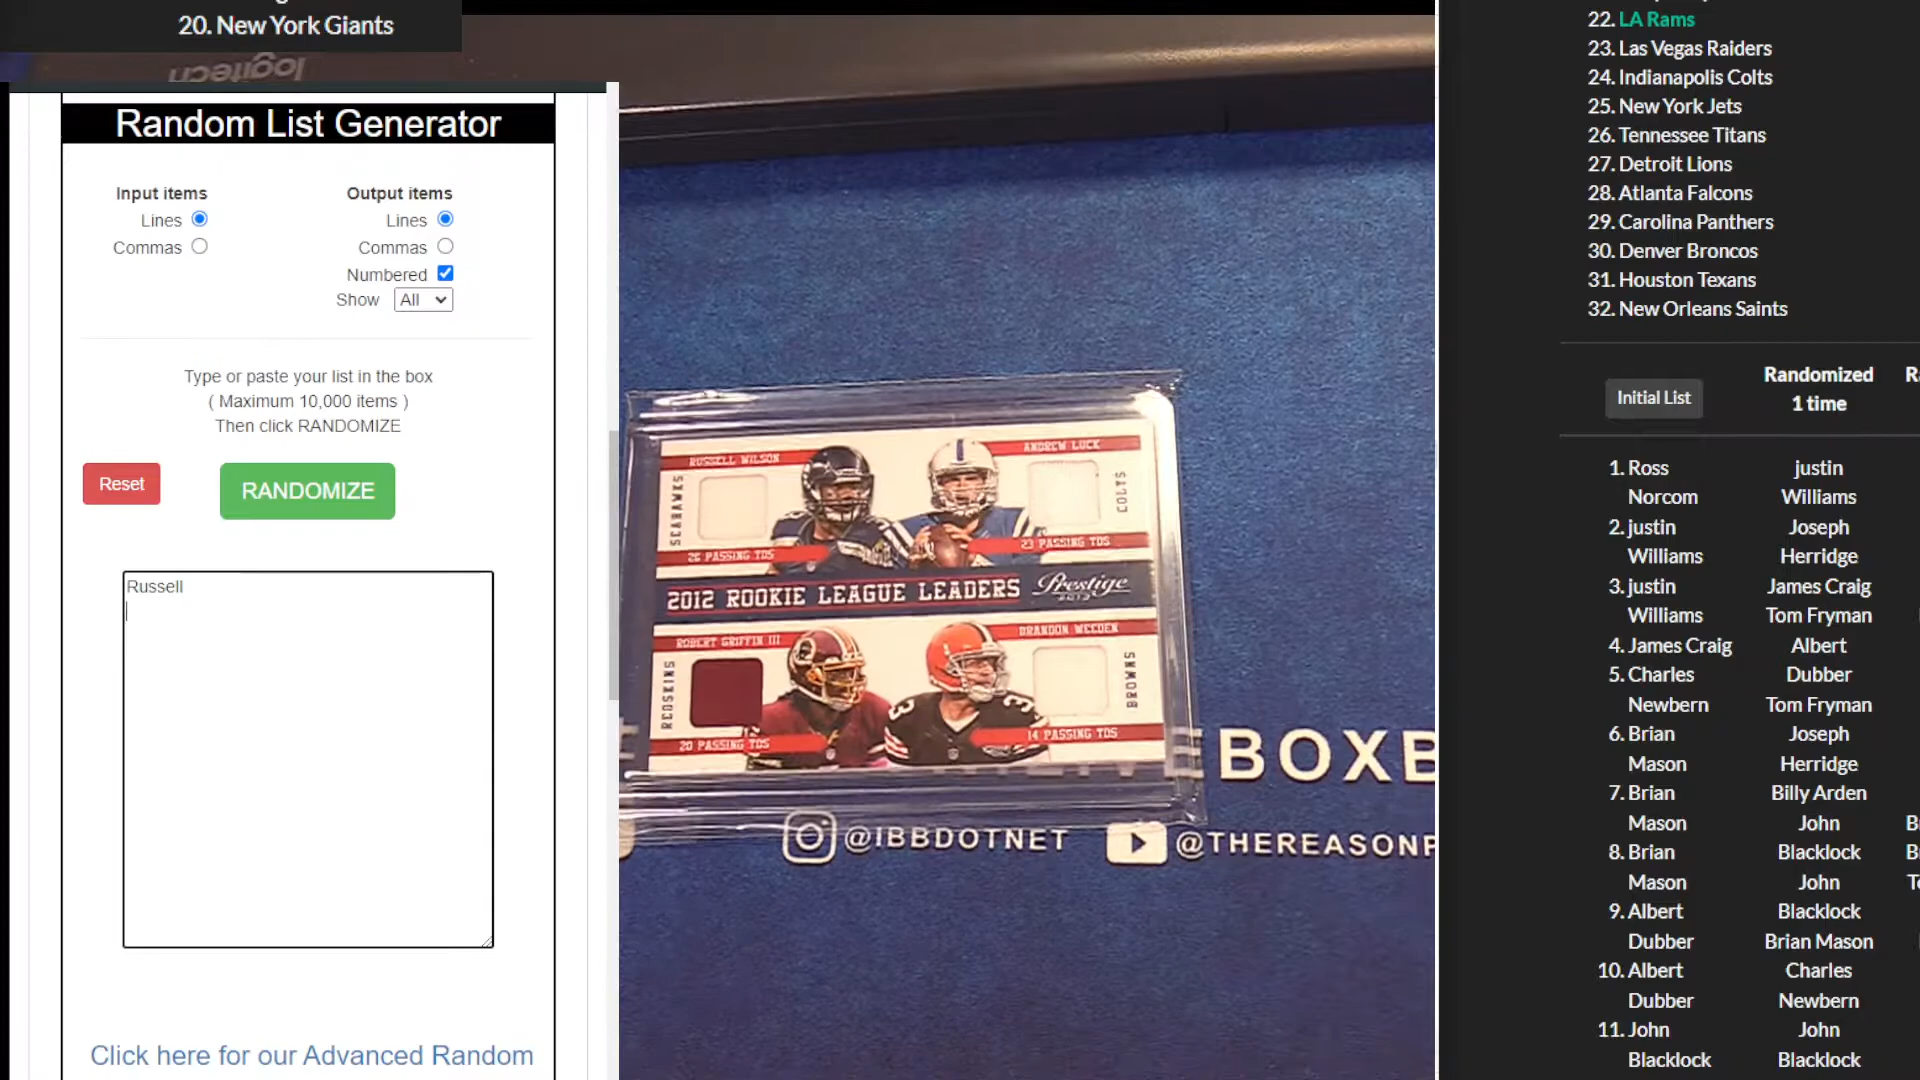 20. New York Giants
logitech
Random List Generator
Input items
Lines
Commas
Output items
Lines
Commas
Numbered
Show All
Type or paste your list in the box
( Maximum 10,000 items )
Then click RANDOMIZE
Reset
RANDOMIZE
Russell
Click here for our Advanced Random
RUSSELL WILSON
SEAHAWKS
26 PASSING TDS
ANDREW LUCK
COLTS
23 PASSING TDS
2012 ROOKIE LEAGUE LEADERS
Prestige
2013
ROBERT GRIFFIN III
REDSKINS
20 PASSING TDS
BRANDON WEEDEN
BROWNS
14 PASSING TDS
BOXB
@IBBDOTNET
@THEREASONP
22. LA Rams
23. Las Vegas Raiders
24. Indianapolis Colts
25. New York Jets
26. Tennessee Titans
27. Detroit Lions
28. Atlanta Falcons
29. Carolina Panthers
30. Denver Broncos
31. Houston Texans
32. New Orleans Saints
Initial List
Randomized
1 time
1. Ross
Norcom
2. justin
Williams
3. justin
Williams
4. James Craig
5. Charles
Newbern
6. Brian
Mason
7. Brian
Mason
8. Brian
Mason
9. Albert
Dubber
10. Albert
Dubber
11. John
Blacklock
justin
Williams
Joseph
Herridge
James Craig
Tom Fryman
Albert
Dubber
Tom Fryman
Joseph
Herridge
Billy Arden
John
Blacklock
John
Blacklock
Brian Mason
Charles
Newbern
John
Blacklock